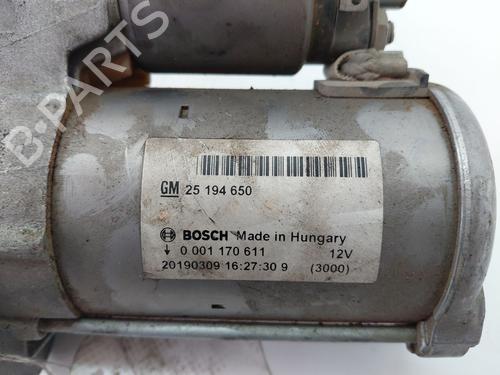 GM 25 194 650
BOSCH Made in Hungary
0 001 170 611 12V
20190309 16:27:30 9 (3000)
B-PARTS